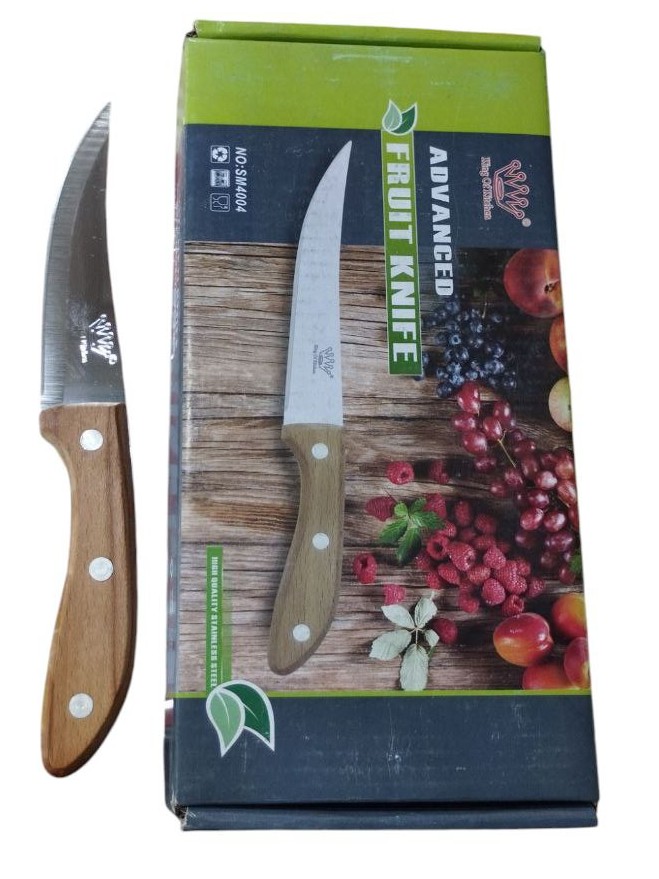 King Of Kitchen
ADVANCED
FRUIT KNIFE
NO:SM4004
HIGH QUALITY STAINLESS STEEL